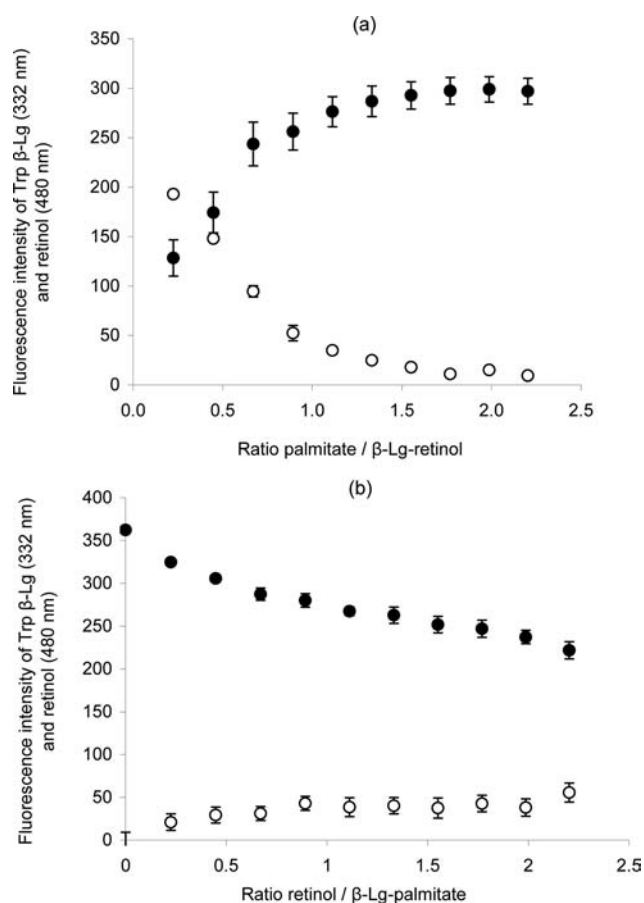 (a)
Fluorescence intensity of Trp β-Lg (332 nm)
and retinol (480 nm)
350
300
250
200
150
100
50
0
0.0 0.5 1.0 1.5 2.0 2.5
Ratio palmitate / β-Lg-retinol
(b)
Fluorescence intensity of Trp β-Lg (332 nm)
and retinol (480 nm)
400
350
300
250
200
150
100
50
0
0 0.5 1 1.5 2 2.5
Ratio retinol / β-Lg-palmitate